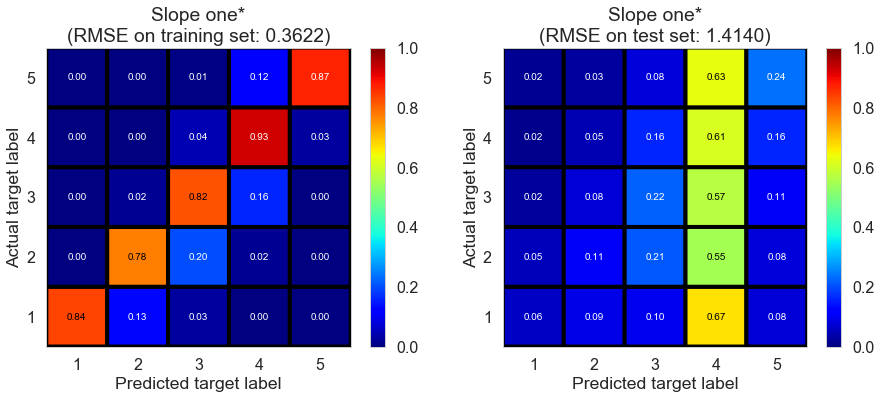 Slope one*
(RMSE on training set: 0.3622)
Actual target label
5
4
3
2
1
0.00 0.00 0.01 0.12 0.87
0.00 0.00 0.04 0.93 0.03
0.00 0.02 0.82 0.16 0.00
0.00 0.78 0.20 0.02 0.00
0.84 0.13 0.03 0.00 0.00
1 2 3 4 5
Predicted target label
1.0
0.8
0.6
0.4
0.2
0.0
Slope one*
(RMSE on test set: 1.4140)
Actual target label
5
4
3
2
1
0.02 0.03 0.08 0.63 0.24
0.02 0.05 0.16 0.61 0.16
0.02 0.08 0.22 0.57 0.11
0.05 0.11 0.21 0.55 0.08
0.06 0.09 0.10 0.67 0.08
1 2 3 4 5
Predicted target label
1.0
0.8
0.6
0.4
0.2
0.0